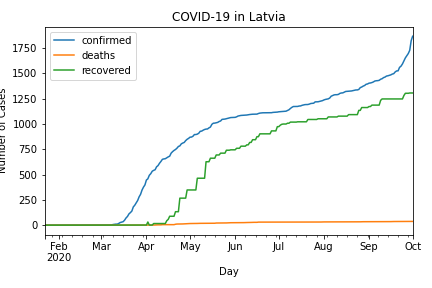 COVID-19 in Latvia
confirmed
deaths
recovered
1750
1500
1250
1000
750
500
250
0
Number of Cases
Feb Mar Apr May Jun Jul Aug Sep Oct
2020
Day